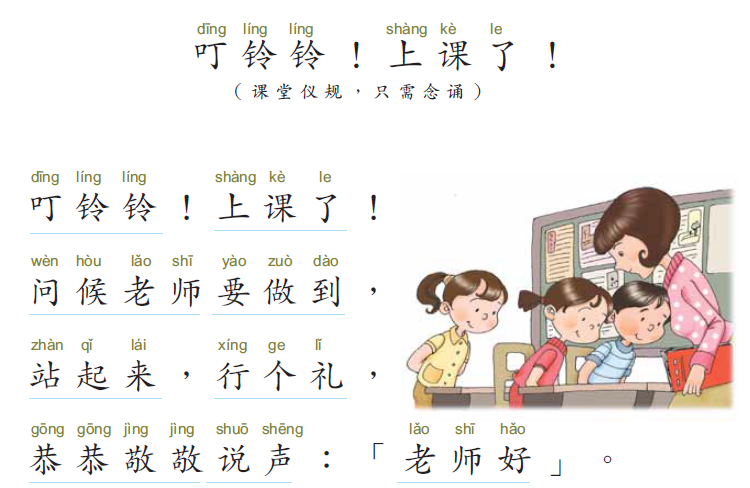 dīng líng líng shàng kè le
叮铃铃！上课了！
（课堂仪规，只需念诵）
dīng líng líng shàng kè le
叮铃铃！上课了！
wèn hòu lǎo shī yào zuò dào
问候老师要做到，
zhàn qǐ lái xíng ge lǐ
站起来，行个礼，
gōng gōng jìng jìng shuō shēng lǎo shī hǎo
恭恭敬敬说声：「老师好」。